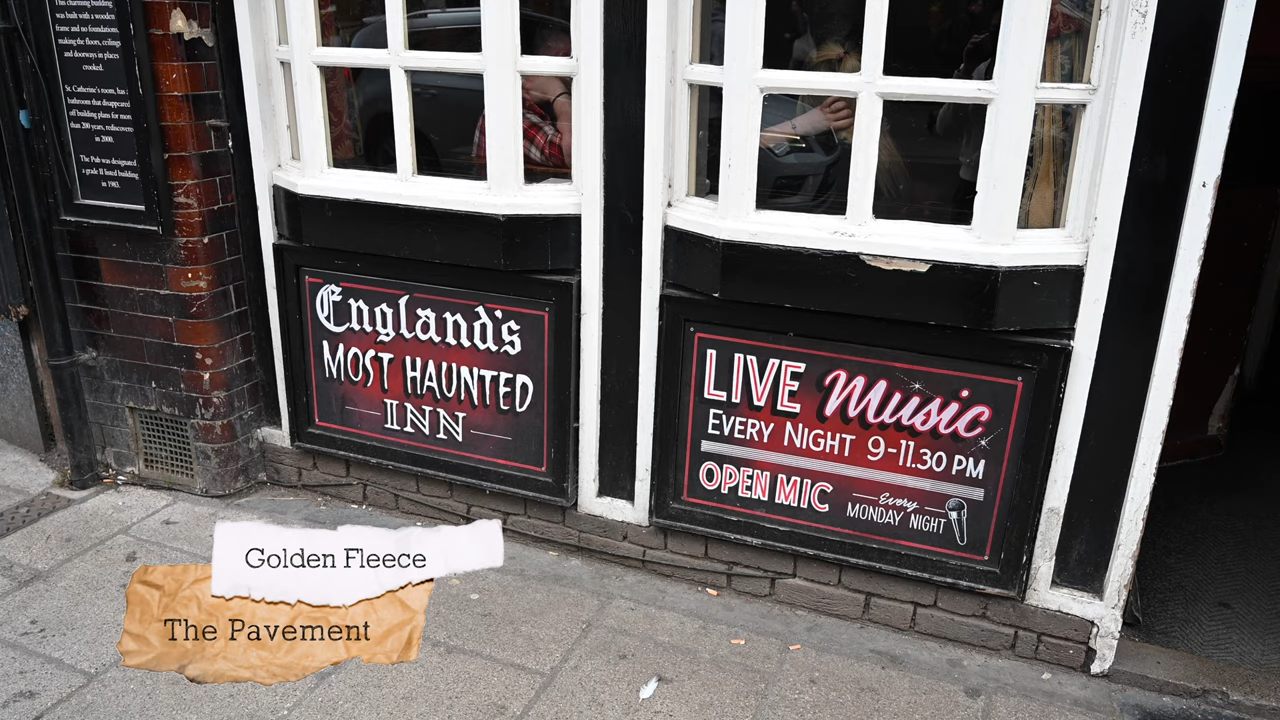 This charming building
was built with a wooden
frame and no foundations,
making the floors, ceilings
and doorways in places
crooked.
St. Catherine's room, has a
bathroom that disappeared
off building plans for more
than 200 years, rediscovered
in 2000.
The Pub was designated
a grade II listed building
in 1983.
England's
MOST HAUNTED
INN
LIVE Music
EVERY NIGHT 9-11.30 PM
OPEN MIC
Every
MONDAY NIGHT
Golden Fleece
The Pavement